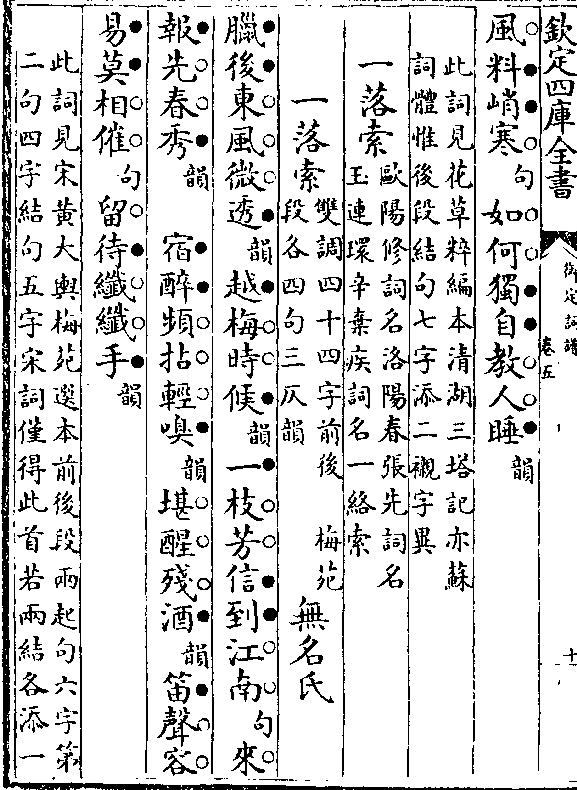 欽定四庫全書
御定詞譜
卷五
十一
風料峭寒句如何獨自教人睡韻
此詞見花草粹編本清湖三塔記亦蘇
詞體惟後段結句七字添二襯字異
一落索
歐陽修詞名洛陽春張先詞名
玉連環辛棄疾詞名一絡索
一落索
雙調四十四字前後
段各四句三仄韻
梅苑無名氏
臘後東風微透韻越梅時候韻一枝芳信到江南句來
報先春秀韻宿醉頻拈輕嗅韻堪醒殘酒韻笛聲容
易莫相催句留待纖纖手韻
此詞見宋黃大輿梅苑選本前後段兩起句六字第
二句四字結句五字宋詞僅得此首若兩結各添一